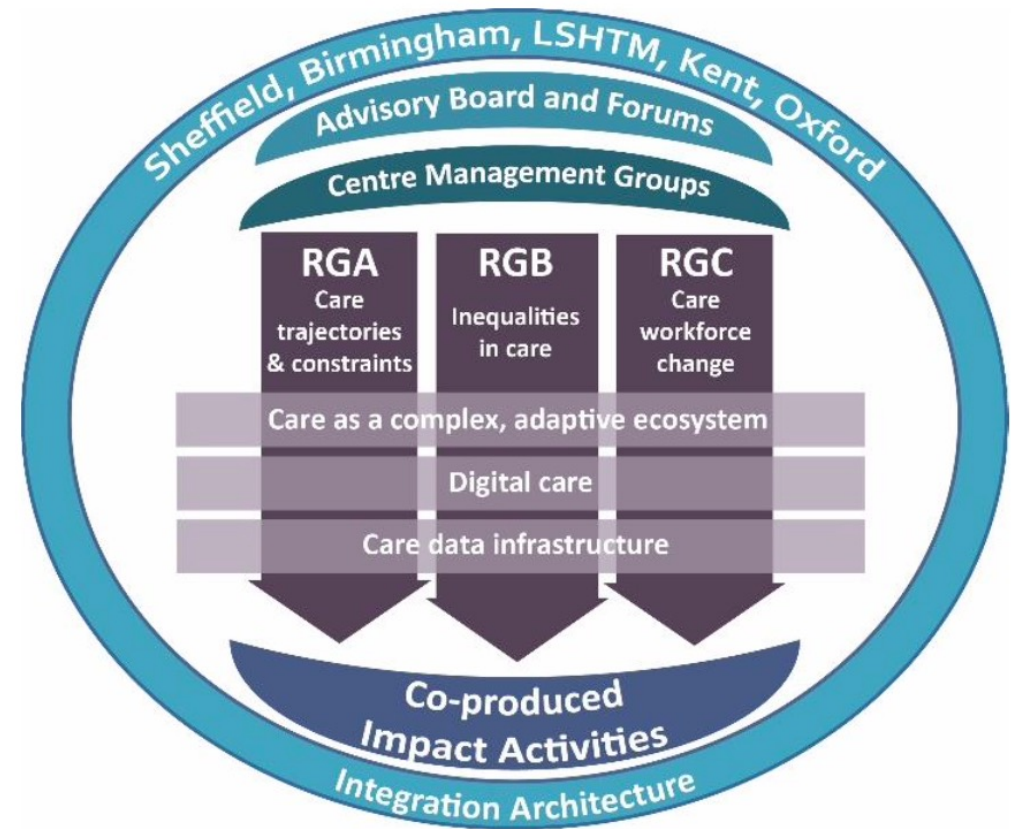 Sheffield, Birmingham, LSHTM, Kent, Oxford
Advisory Board and Forums
Centre Management Groups
RGA
Care
trajectories
& constraints
RGB
Inequalities
in care
RGC
Care
workforce
change
Care as a complex, adaptive ecosystem
Digital care
Care data infrastructure
Co-produced
Impact Activities
Integration Architecture